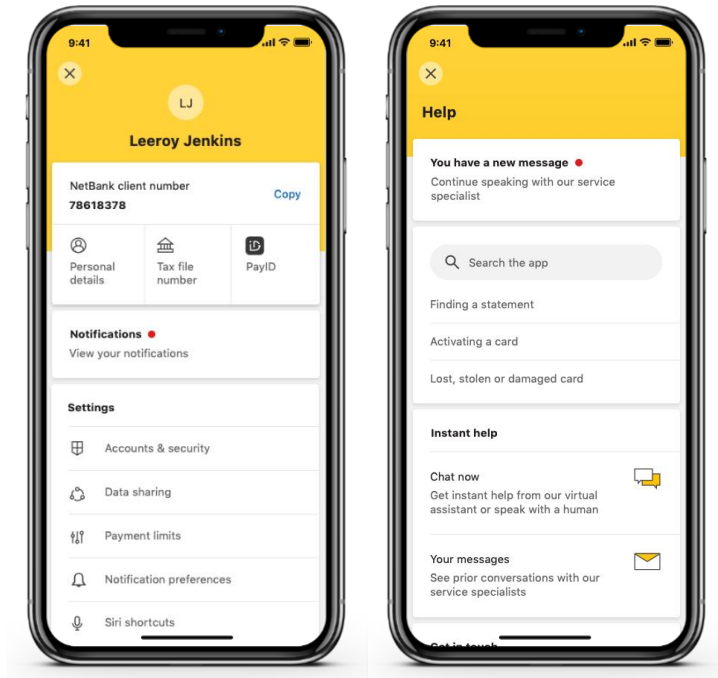 9:41
LJ
Leeroy Jenkins
NetBank client number
78618378
Copy
Personal
details
Tax file
number
iD
PayID
Notifications
View your notifications
Settings
Accounts & security
Data sharing
Payment limits
Notification preferences
Siri shortcuts
9:41
Help
You have a new message
Continue speaking with our service
specialist
Search the app
Finding a statement
Activating a card
Lost, stolen or damaged card
Instant help
Chat now
Get instant help from our virtual
assistant or speak with a human
Your messages
See prior conversations with our
service specialists
Get in touch